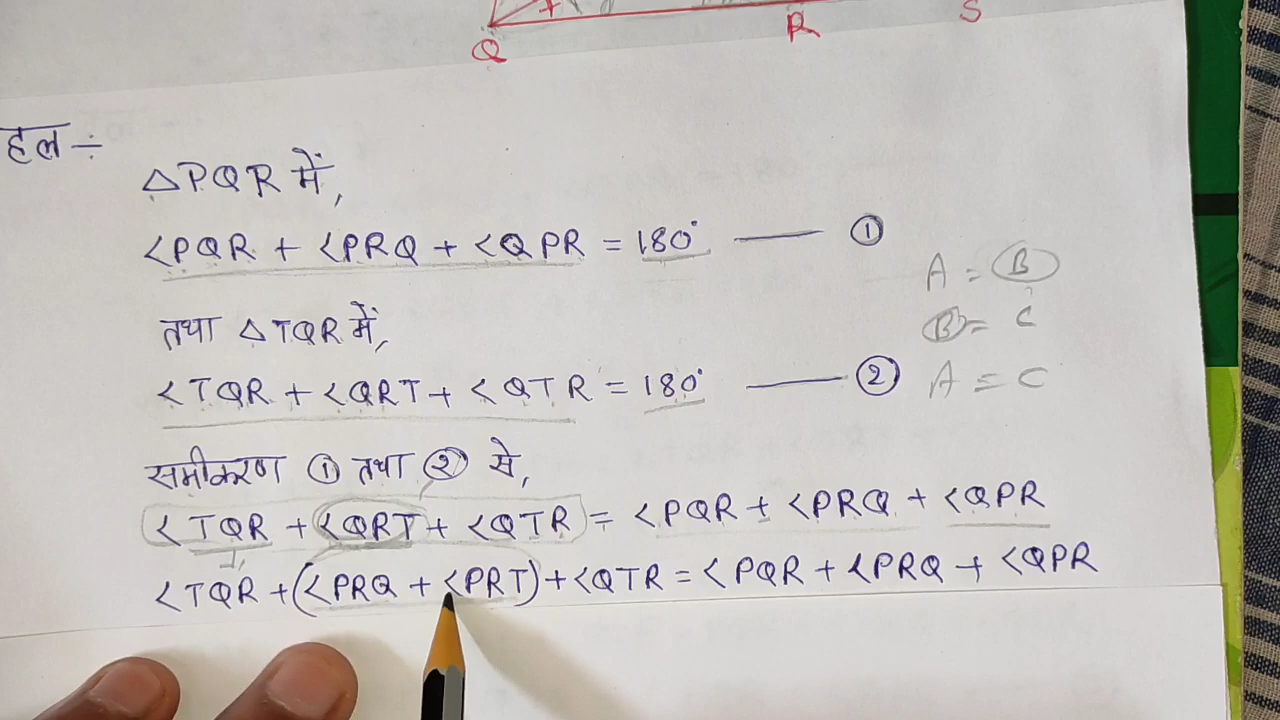 Q R S
हल ÷
△PQR में,
<PQR + <PRQ + <QPR = 180° —— ①
A = B
तथा △TQR में,
B = C
<TQR + <QRT + <QTR = 180° —— ②
A = C
समीकरण ① तथा ② से,
<TQR + <QRT + <QTR = <PQR + <PRQ + <QPR
<TQR + (<PRQ + <PRT) + <QTR = <PQR + <PRQ + <QPR